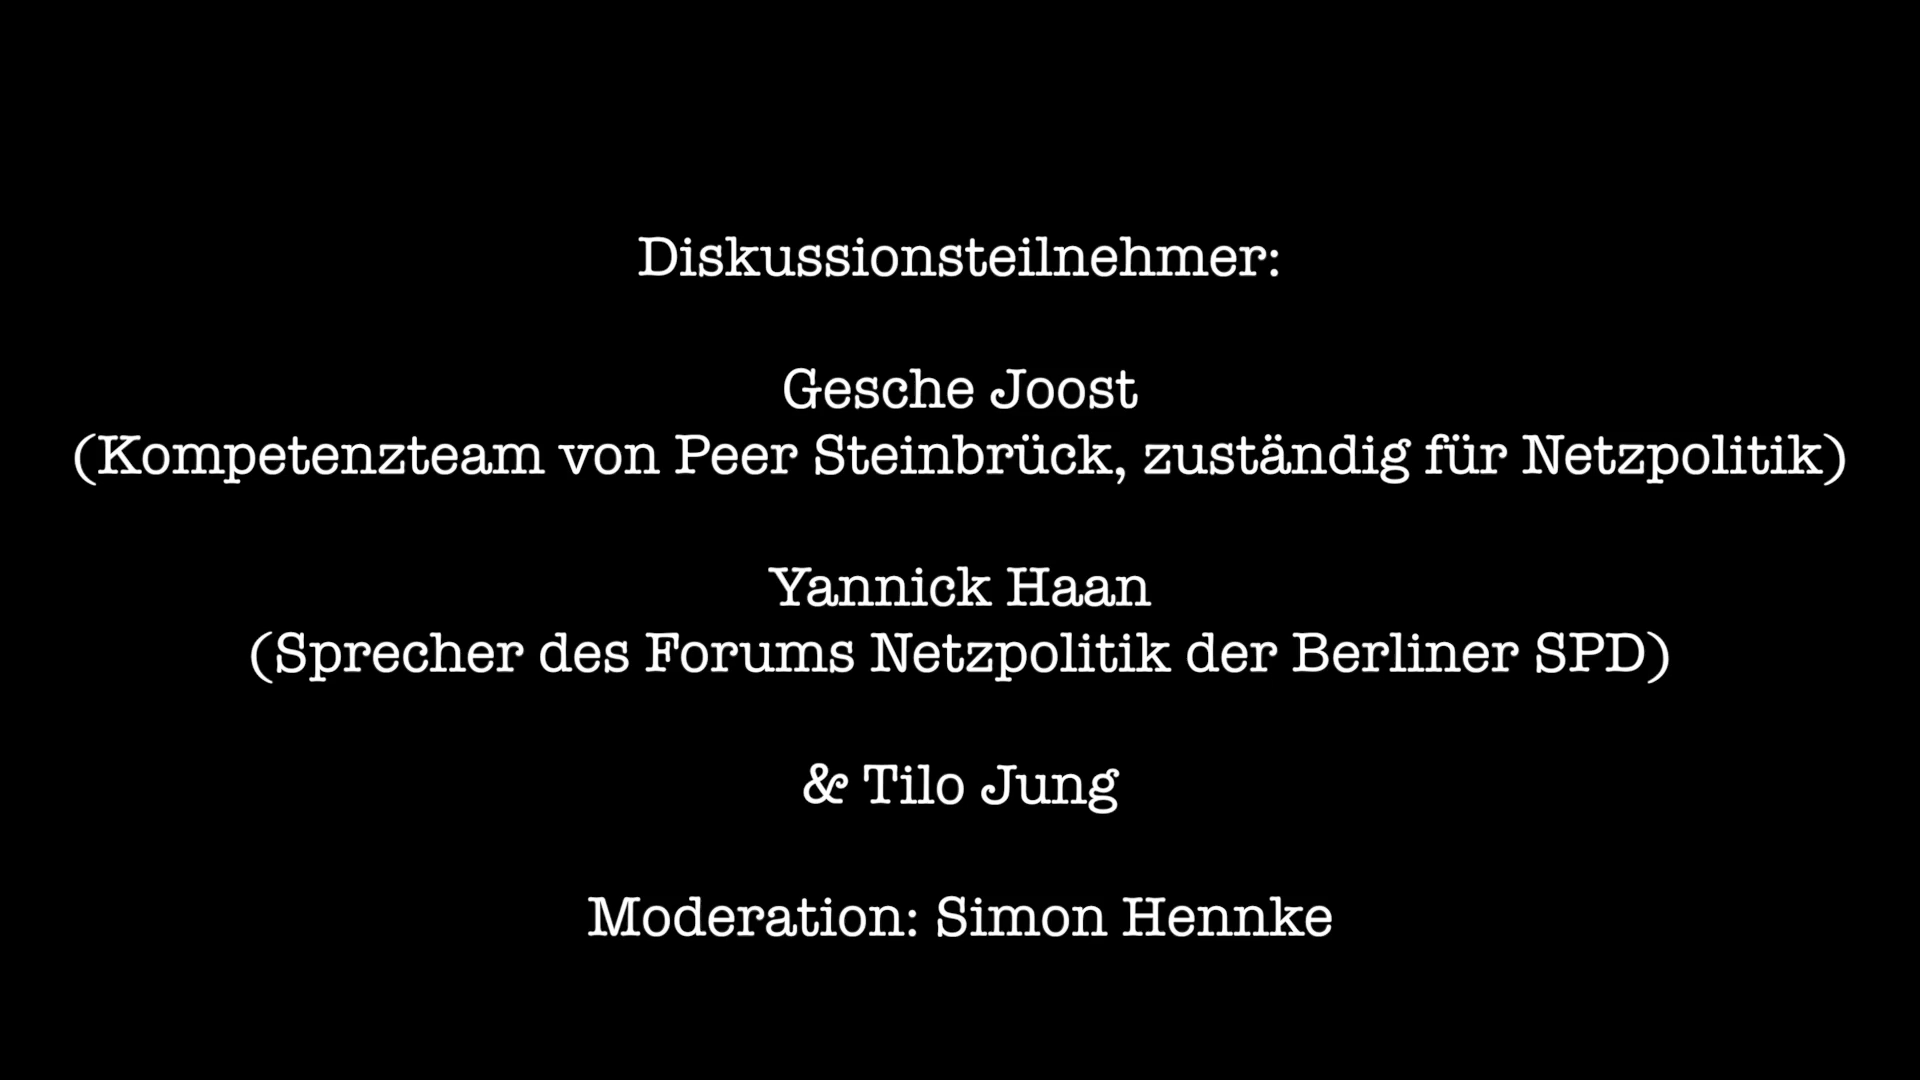 Diskussionsteilnehmer:
Gesche Joost
(Kompetenzteam von Peer Steinbrück, zuständig für Netzpolitik)
Yannick Haan
(Sprecher des Forums Netzpolitik der Berliner SPD)
& Tilo Jung
Moderation: Simon Hennke